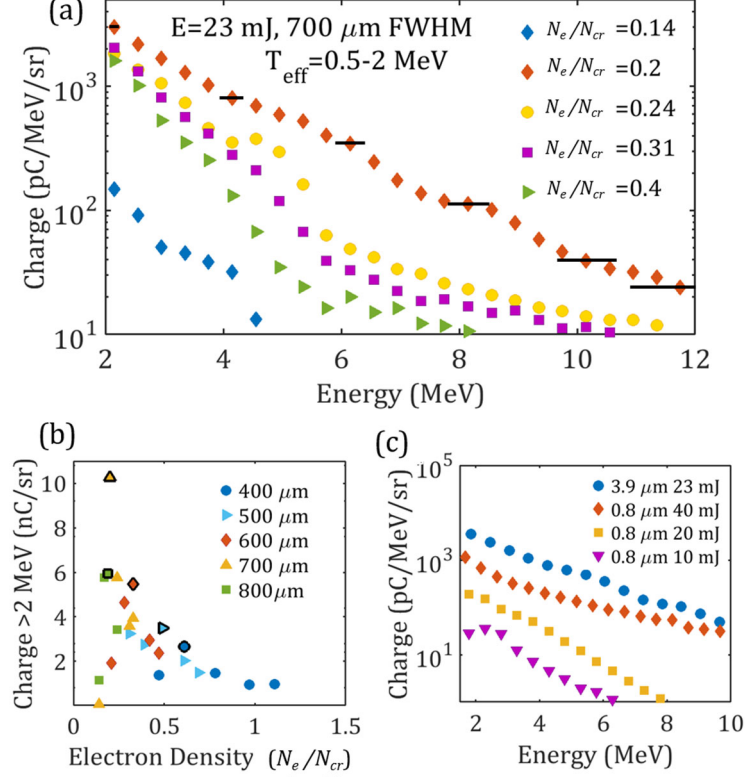 (a)
E=23 mJ, 700 μm FWHM
T_eff=0.5-2 MeV
N_e/N_cr =0.14
N_e/N_cr =0.2
N_e/N_cr =0.24
N_e/N_cr =0.31
N_e/N_cr =0.4
Charge (pC/MeV/sr)
10^3
10^2
10^1
2 4 6 8 10 12
Energy (MeV)
(b)
Charge >2 MeV (nC/sr)
10
8
6
4
2
400 μm
500 μm
600 μm
700 μm
800μm
0 0.5 1 1.5
Electron Density (N_e/N_cr)
(c)
Charge (pC/MeV/sr)
10^5
10^3
10^1
3.9 μm 23 mJ
0.8 μm 40 mJ
0.8 μm 20 mJ
0.8 μm 10 mJ
2 4 6 8 10
Energy (MeV)